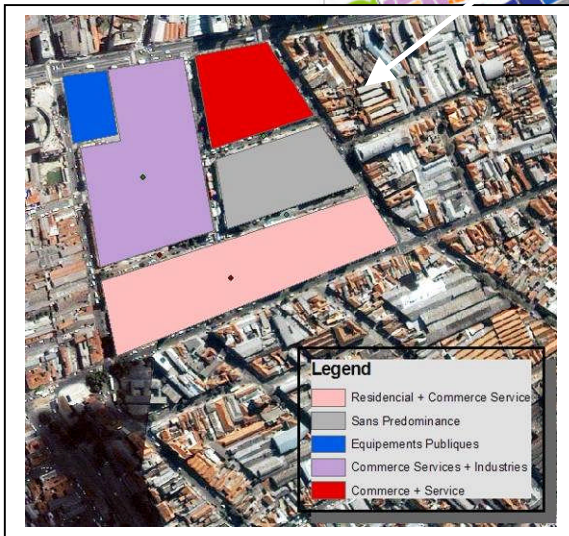 Legend
Residencial + Commerce Service
Sans Predominance
Equipements Publiques
Commerce Services + Industries
Commerce + Service